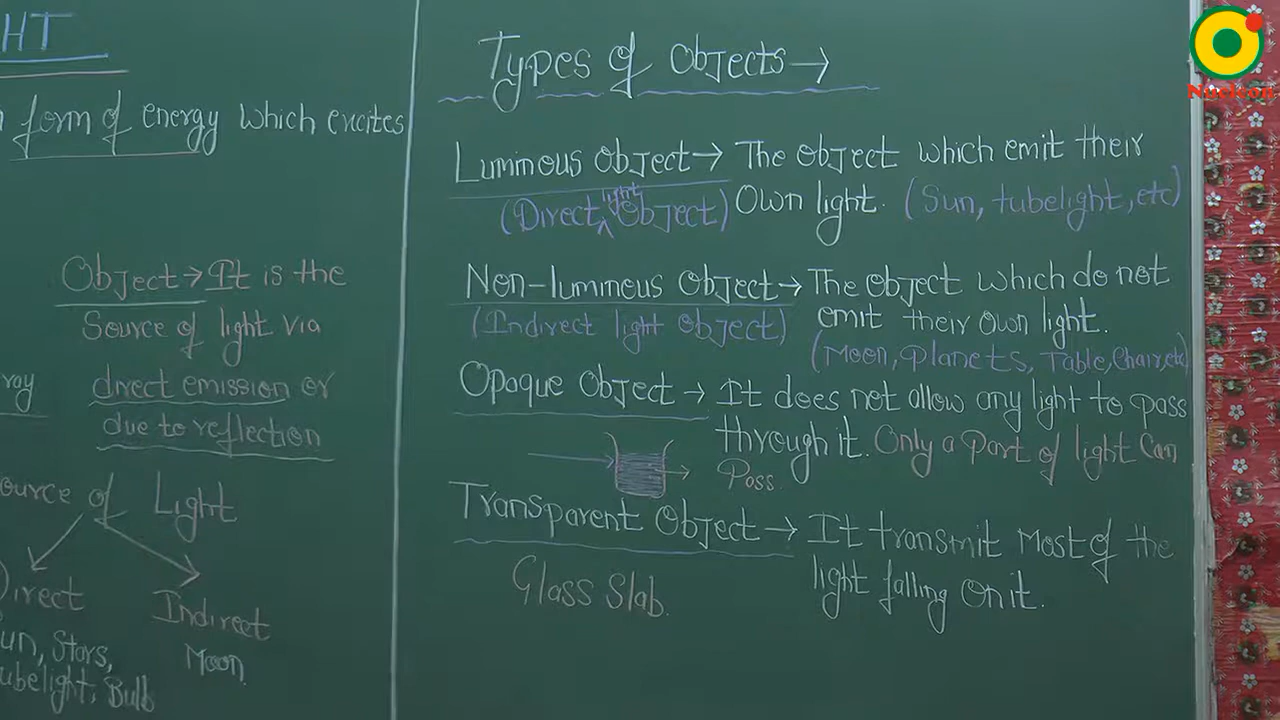 HT
form of energy which excites
Object → It is the
Source of light via
ray
direct emission or
due to reflection
ource of Light
Direct
Indirect
un, Stars,
Moon
ubelight, Bulb
Types of Objects →
Luminous Object → The Object which emit their
(Direct light Object) Own light. (Sun, tubelight, etc)
Non-luminous Object → The Object which do not
(Indirect light Object) emit their own light.
(Moon, Planets, Table, Chair, etc)
Opaque Object → It does not allow any light to pass
through it. Only a part of light Can
Pass
Transparent Object → It transmit most of the
Glass Slab. light falling on it.
Nucleon